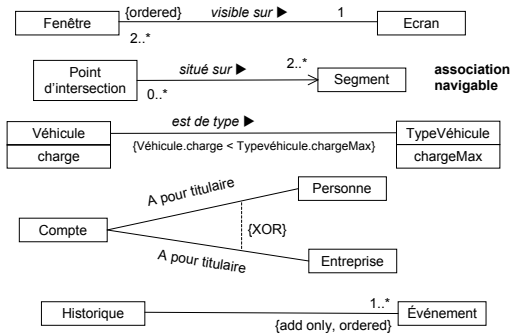 {ordered} visible sur ▶ 1
Fenêtre Ecran
2..*
Point
d'intersection
situé sur ▶ 2..*
Segment
0..*
association
navigable
est de type ▶
Véhicule TypeVéhicule
{Véhicule.charge < Typevéhicule.chargeMax}
charge chargeMax
A pour titulaire
Personne
Compte
{XOR}
A pour titulaire
Entreprise
1..*
Historique Événement
{add only, ordered}